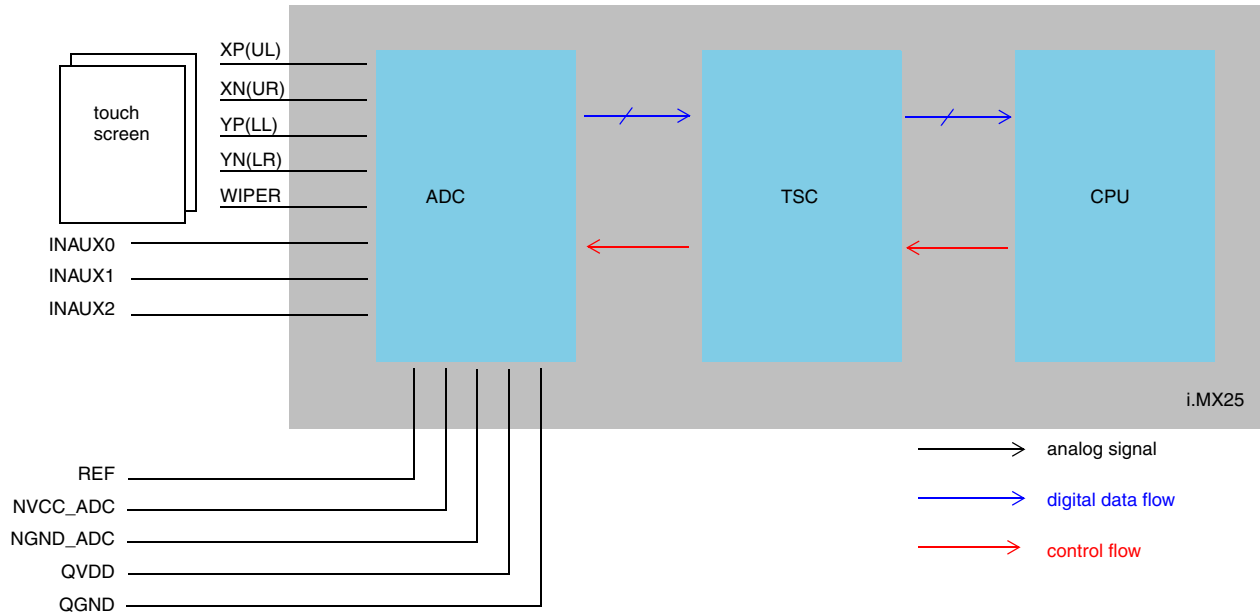 XP(UL)
XN(UR)
YP(LL)
YN(LR)
WIPER
touch
screen
INAUX0
INAUX1
INAUX2
ADC
TSC
CPU
i.MX25
REF
NVCC_ADC
NGND_ADC
QVDD
QGND
analog signal
digital data flow
control flow